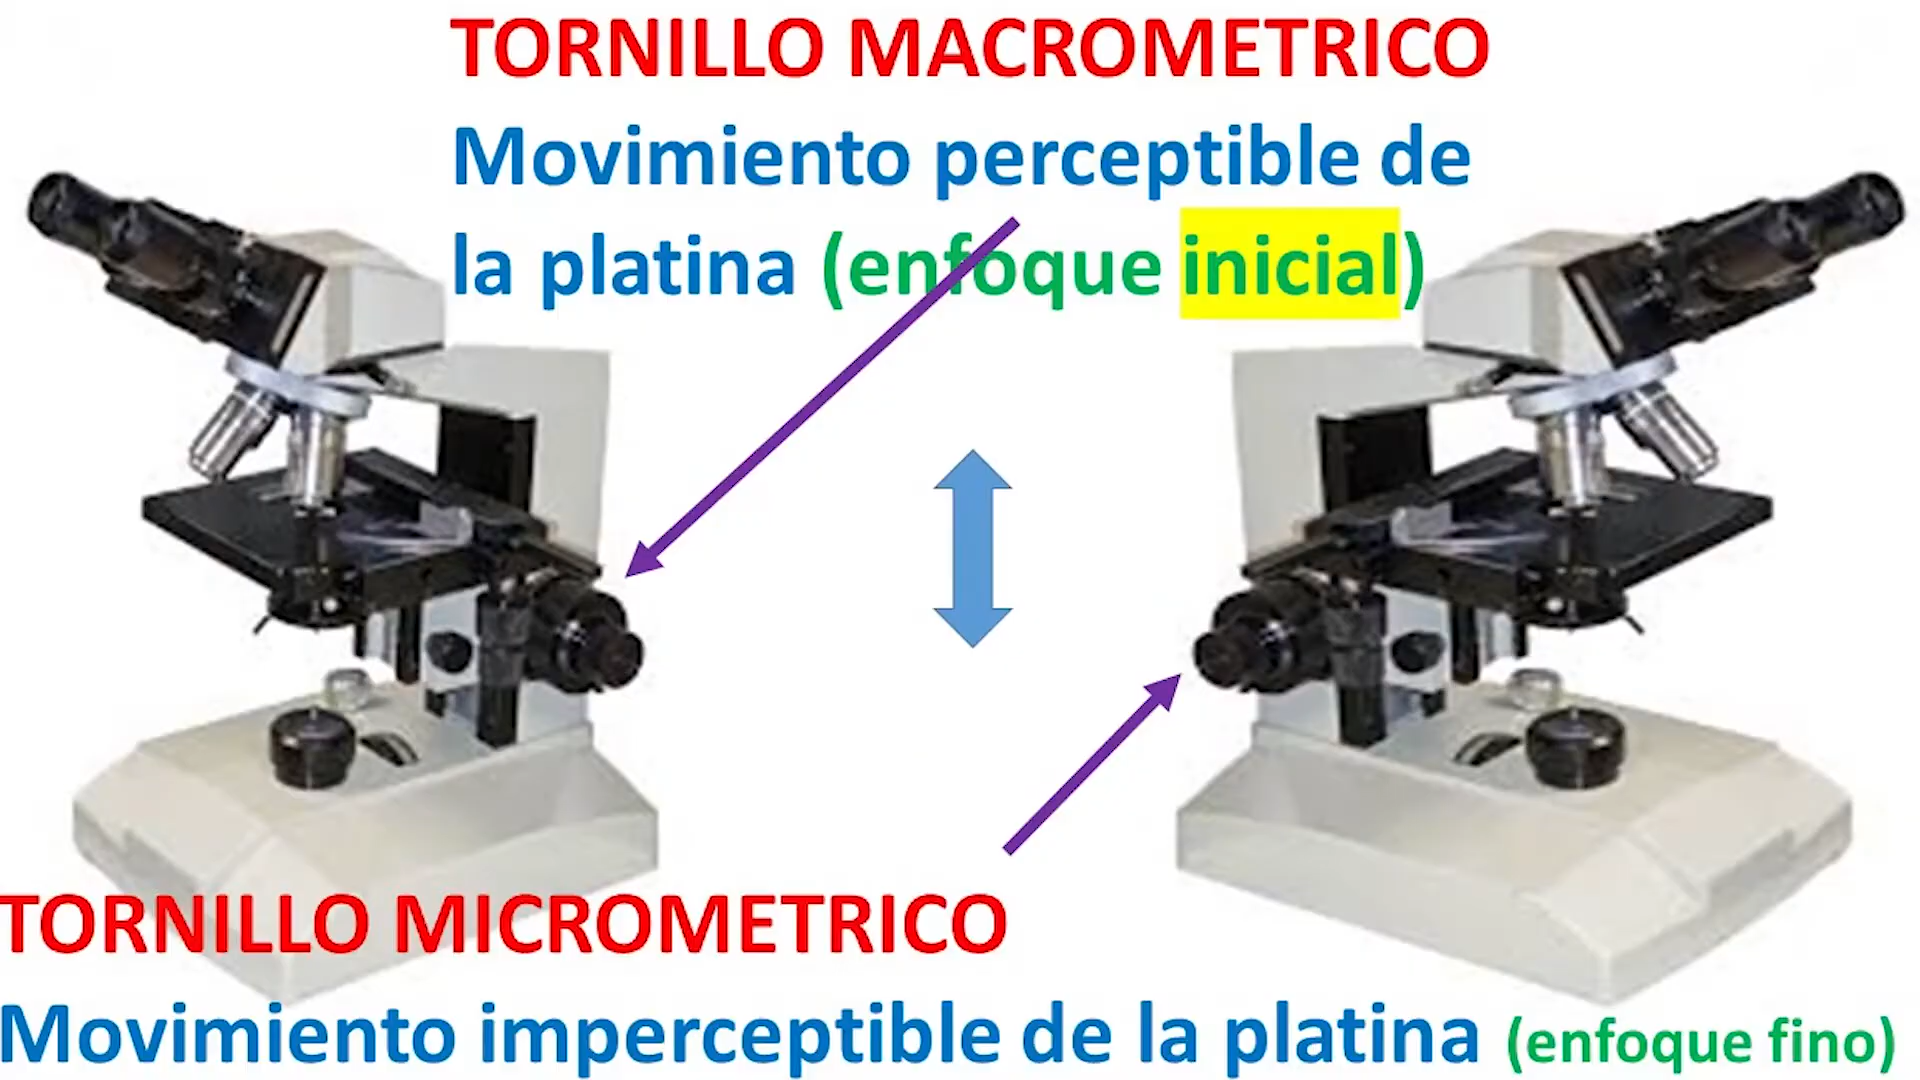 TORNILLO MACROMETRICO
Movimiento perceptible de
la platina (enfoque inicial)
TORNILLO MICROMETRICO
Movimiento imperceptible de la platina (enfoque fino)